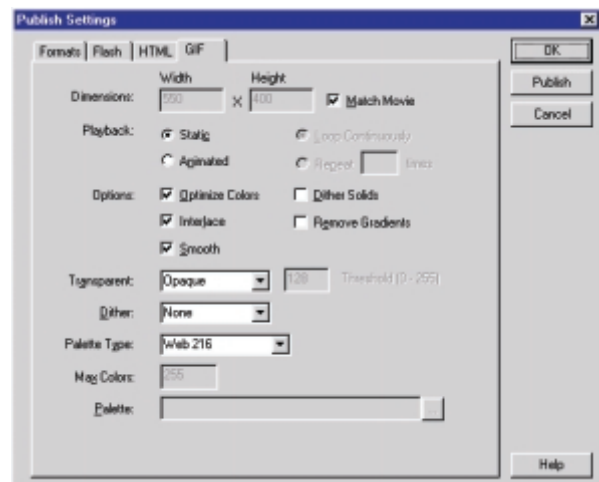 Publish Settings
Formats Flash HTML GIF
OK
Publish
Cancel
Width Height
Dimensions: 550 X 400 Match Movie
Playback: Static Loop Continuously
Animated Repeat times
Options: Optimize Colors Dither Solids
Interlace Remove Gradients
Smooth
Transparent: Opaque 128 Threshold (0 - 255)
Dither: None
Palette Type: Web 216
Max Colors: 255
Palette: ...
Help